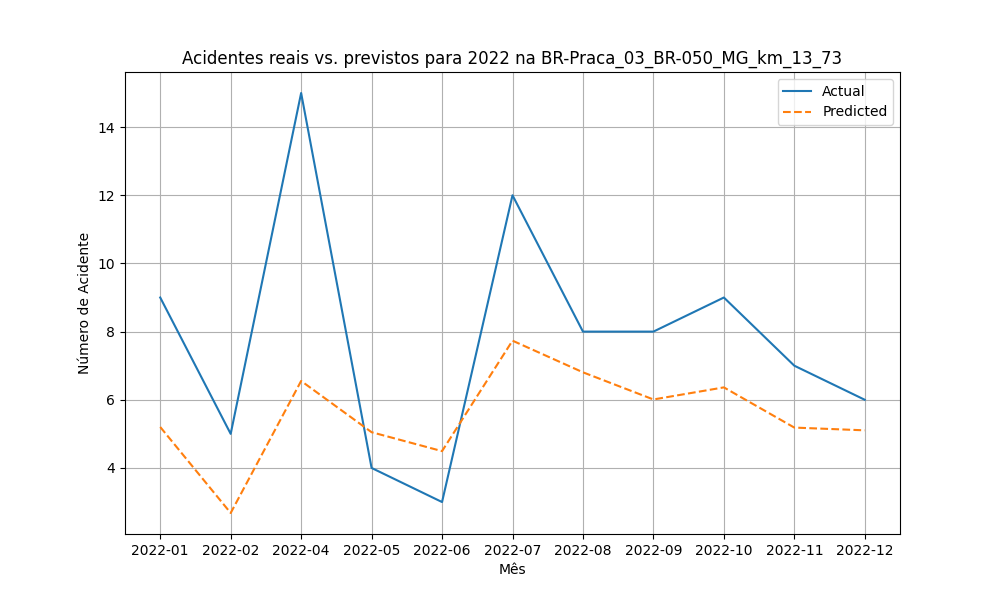 Acidentes reais vs. previstos para 2022 na BR-Praca_03_BR-050_MG_km_13_73
Actual
Predicted
Número de Acidente
14
12
10
8
6
4
2022-01 2022-02 2022-04 2022-05 2022-06 2022-07 2022-08 2022-09 2022-10 2022-11 2022-12
Mês